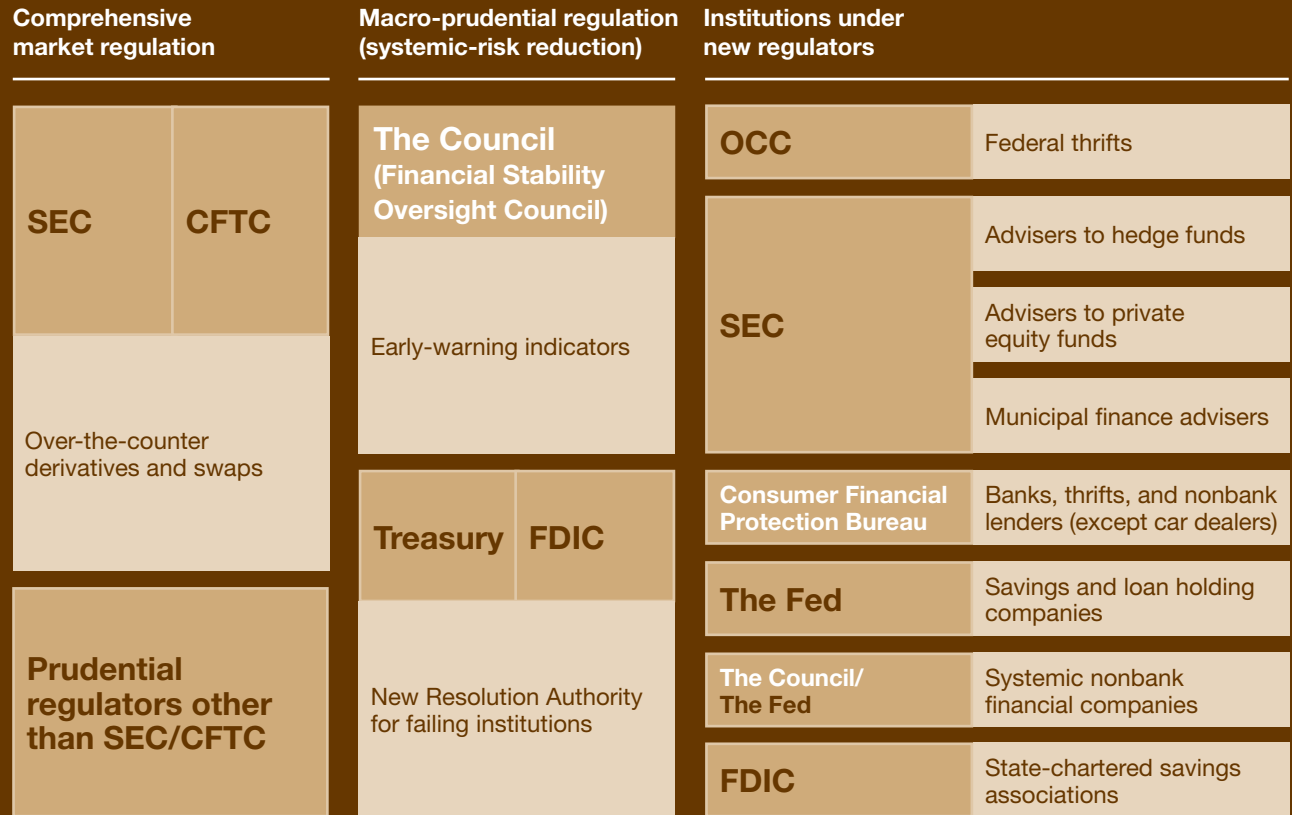 Comprehensive
market regulation
SEC
CFTC
Over-the-counter
derivatives and swaps
Prudential
regulators other
than SEC/CFTC
Macro-prudential regulation
(systemic-risk reduction)
The Council
(Financial Stability
Oversight Council)
Early-warning indicators
Treasury
FDIC
New Resolution Authority
for failing institutions
Institutions under
new regulators
OCC
Federal thrifts
SEC
Advisers to hedge funds
Advisers to private
equity funds
Municipal finance advisers
Consumer Financial
Protection Bureau
Banks, thrifts, and nonbank
lenders (except car dealers)
The Fed
Savings and loan holding
companies
The Council/
The Fed
Systemic nonbank
financial companies
FDIC
State-chartered savings
associations